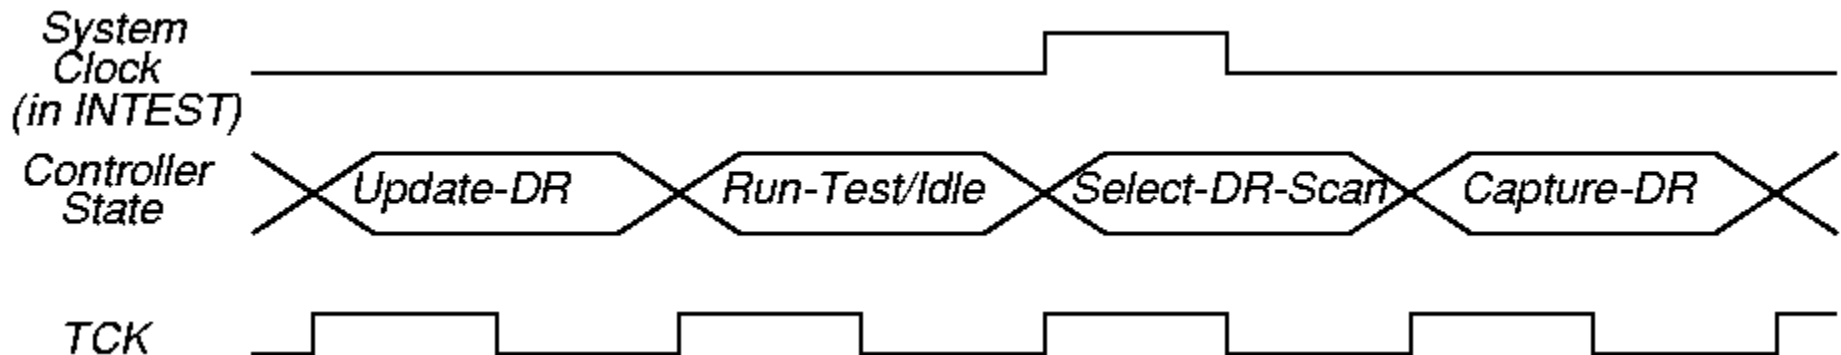 System
Clock
(in INTEST)
Controller
State
Update-DR
Run-Test/Idle
Select-DR-Scan
Capture-DR
TCK